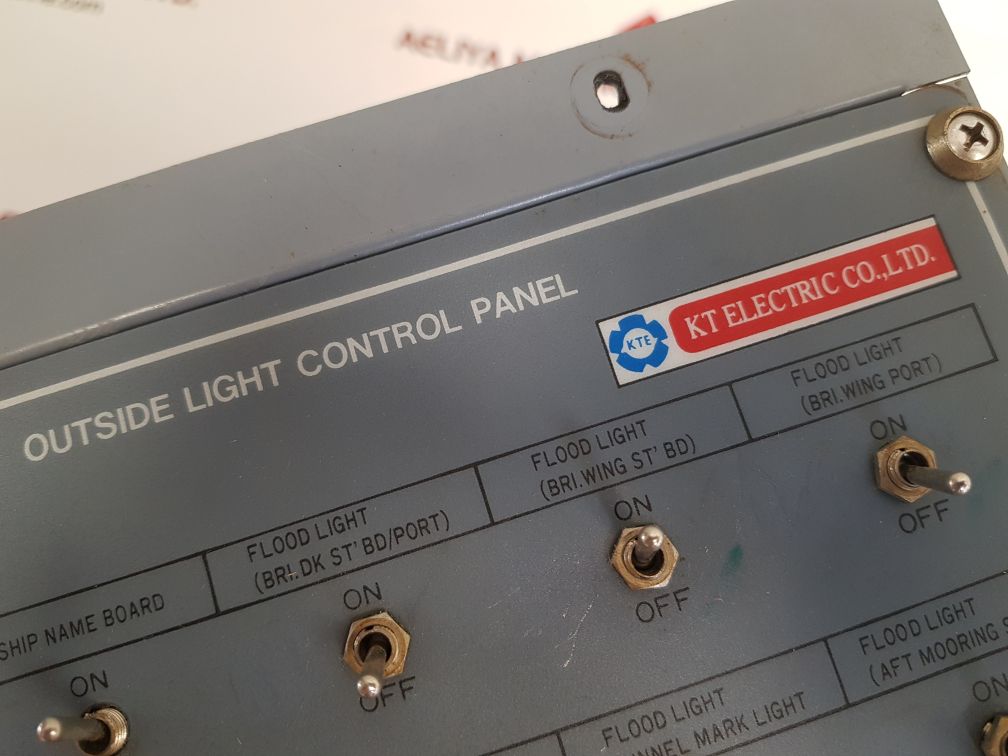 AELIYA
OUTSIDE LIGHT CONTROL PANEL
KTE
KT ELECTRIC CO.,LTD.
SHIP NAME BOARD
FLOOD LIGHT
(BRI.DK ST'BD/PORT)
FLOOD LIGHT
(BRI.WING ST'BD)
FLOOD LIGHT
(BRI.WING PORT)
ON
ON
OFF
ON
OFF
ON
OFF
FLOOD LIGHT
MARK LIGHT
FLOOD LIGHT
(AFT MOORING
ON